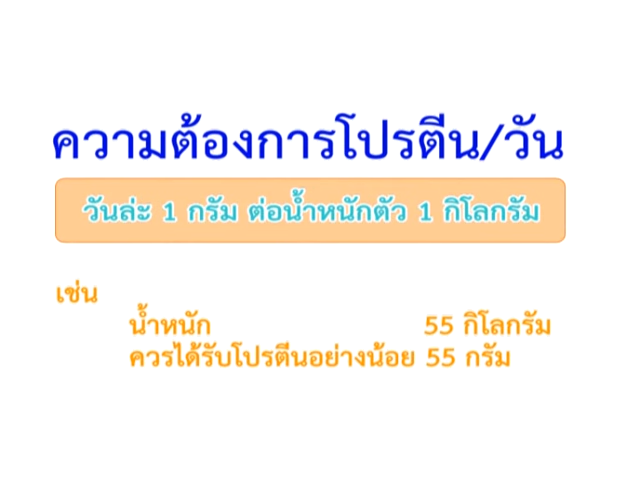 ความต้องการโปรตีน/วัน
วันล่ะ 1 กรัม ต่อน้ำหนักตัว 1 กิโลกรัม
เช่น
น้ำหนัก 55 กิโลกรัม
ควรได้รับโปรตีนอย่างน้อย 55 กรัม